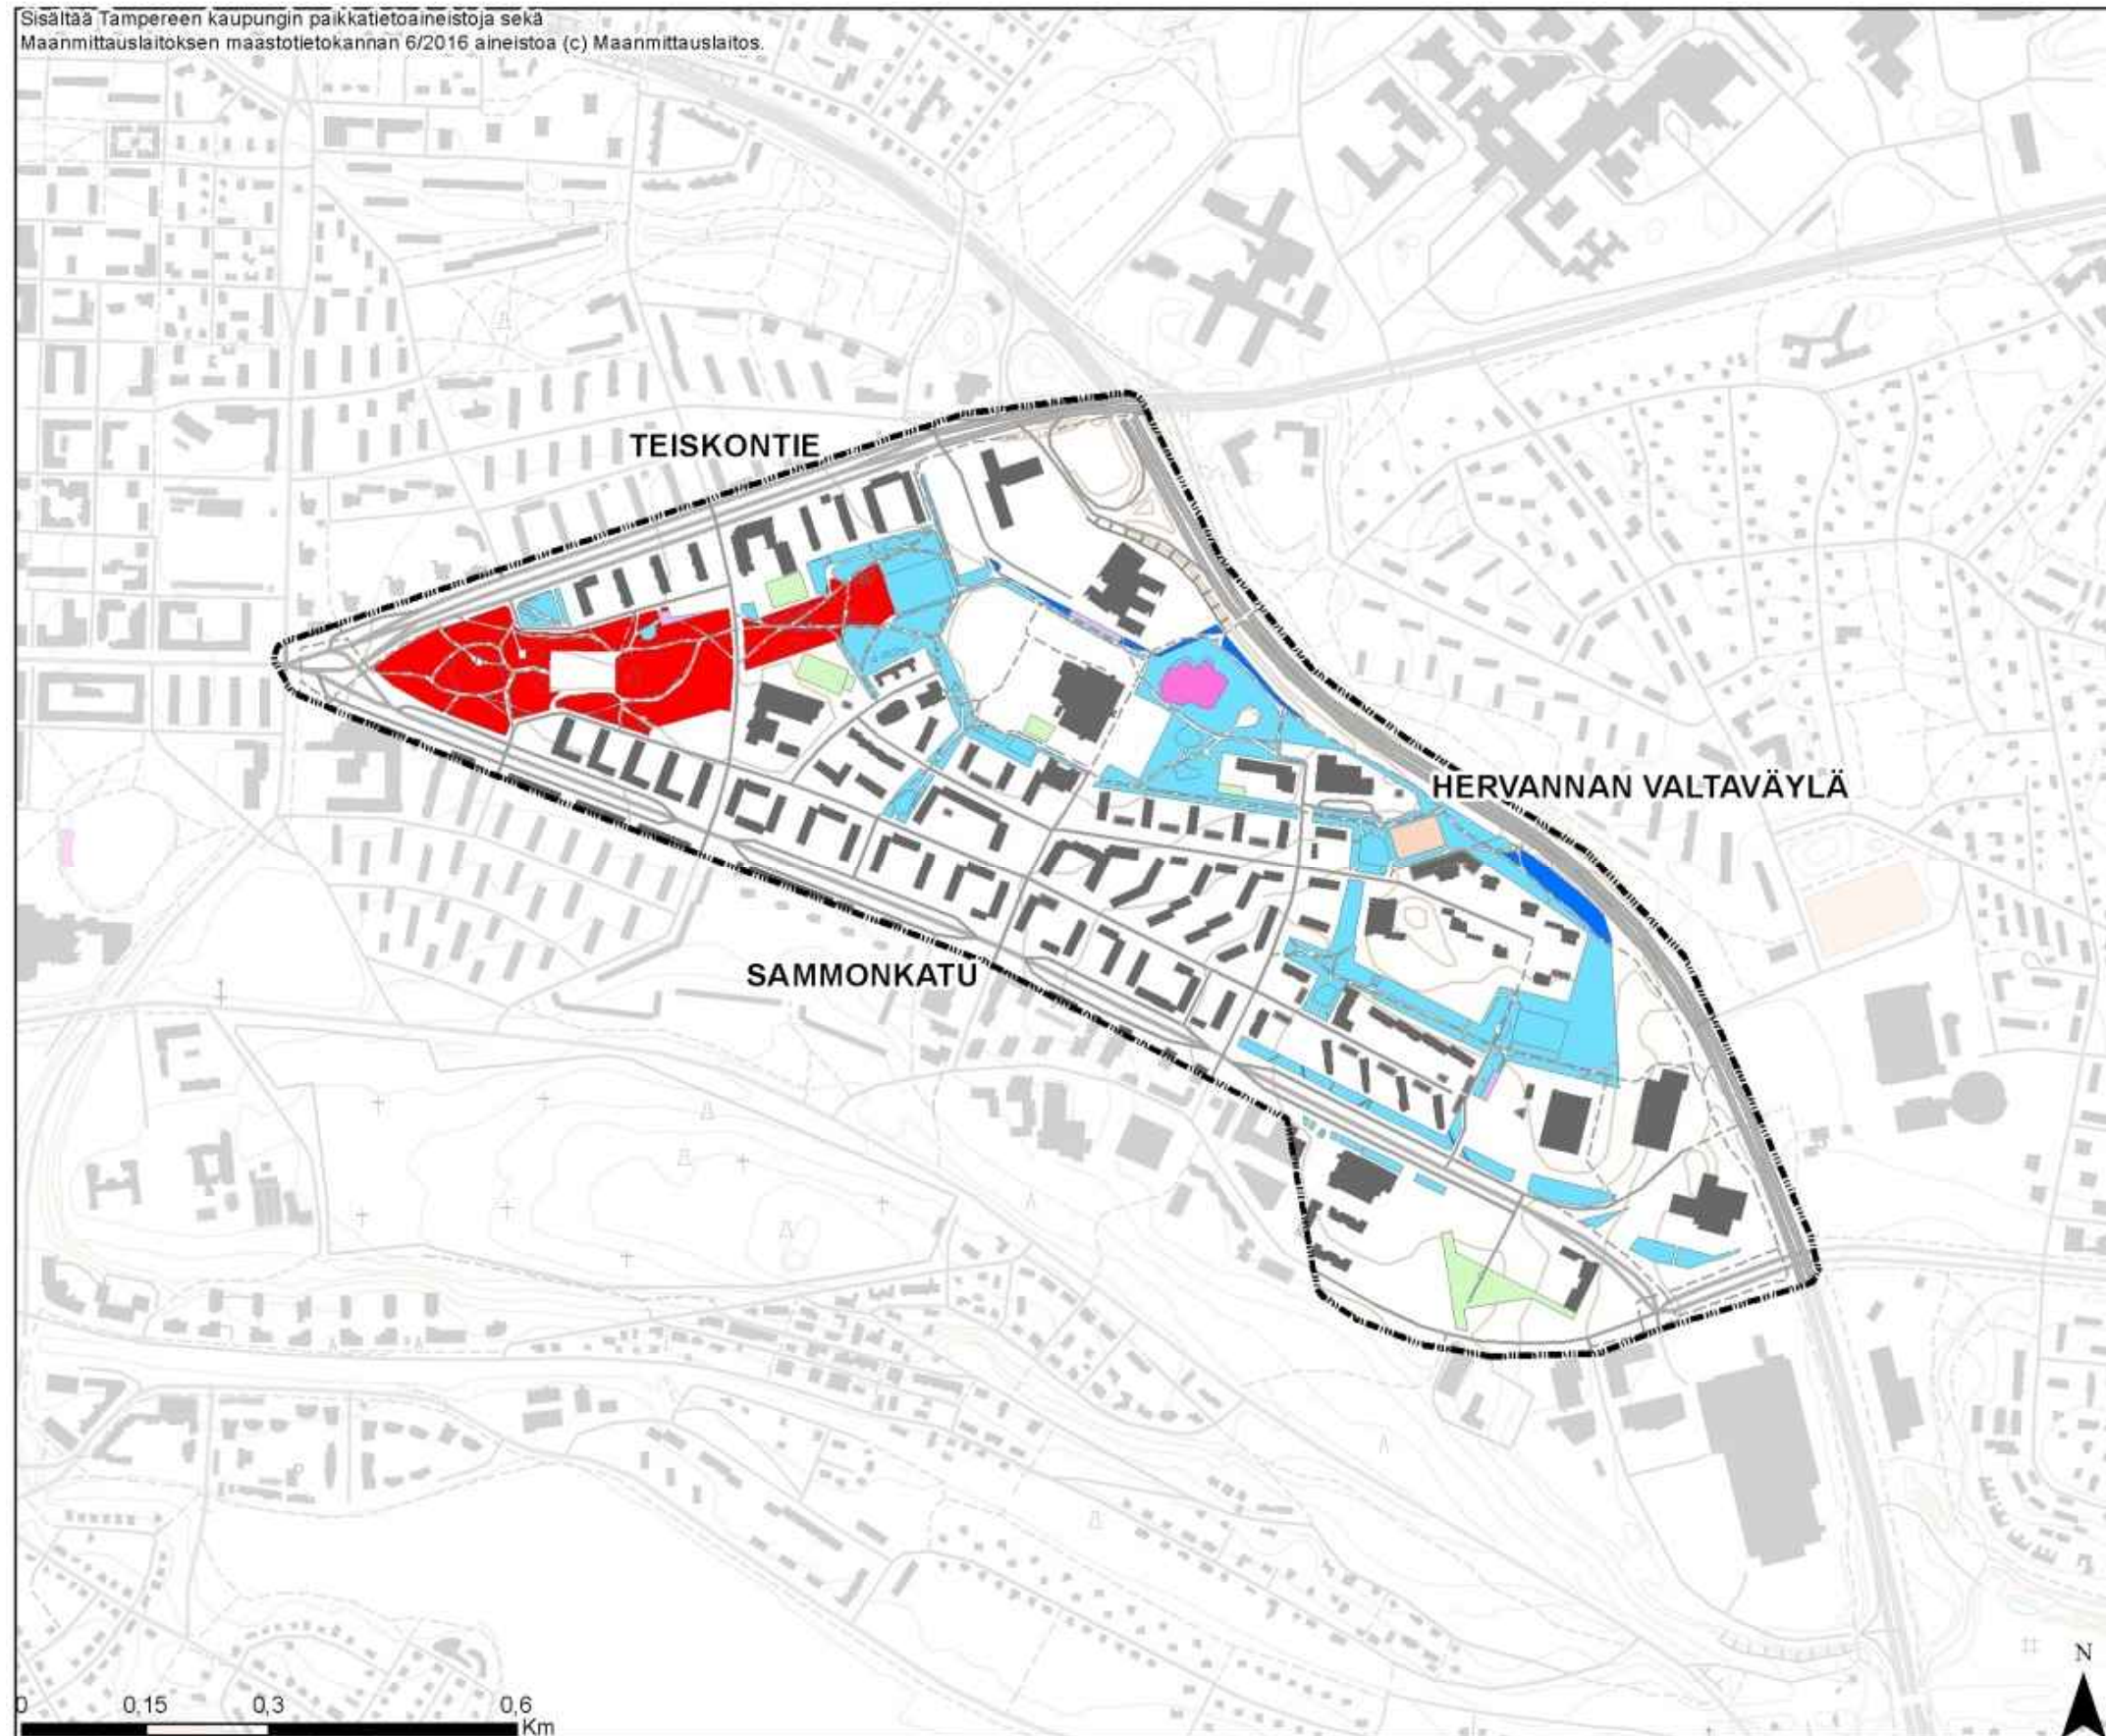 Sisältää Tampereen kaupungin paikkatietoaineistoja sekä
Maanmittauslaitoksen maastotietokannan 6/2016 aineistoa (c) Maanmittauslaitos.
TEISKONTIE
HERVANNAN VALTAVÄYLÄ
SAMMONKATU
N
0 0,15 0,3 0,6
Km